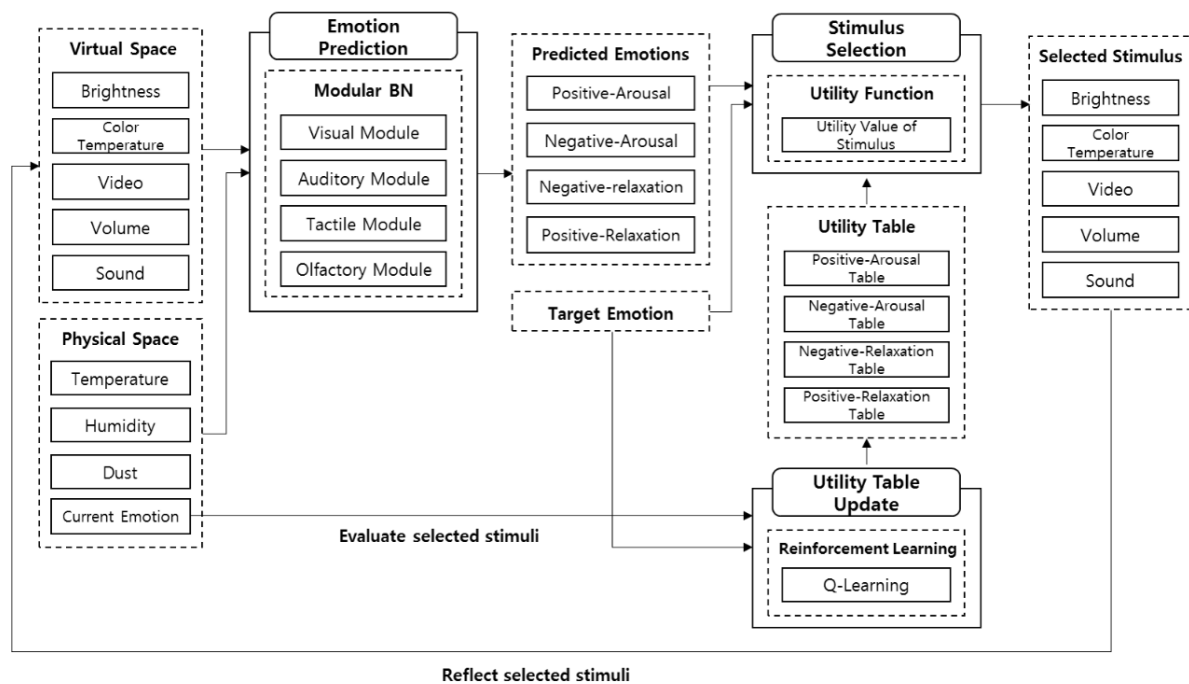 Virtual Space
Brightness
Color
Temperature
Video
Volume
Sound
Physical Space
Temperature
Humidity
Dust
Current Emotion
Emotion
Prediction
Modular BN
Visual Module
Auditory Module
Tactile Module
Olfactory Module
Predicted Emotions
Positive-Arousal
Negative-Arousal
Negative-relaxation
Positive-Relaxation
Target Emotion
Stimulus
Selection
Utility Function
Utility Value of
Stimulus
Utility Table
Positive-Arousal
Table
Negative-Arousal
Table
Negative-Relaxation
Table
Positive-Relaxation
Table
Utility Table
Update
Reinforcement Learning
Q-Learning
Selected Stimulus
Brightness
Color
Temperature
Video
Volume
Sound
Evaluate selected stimuli
Reflect selected stimuli